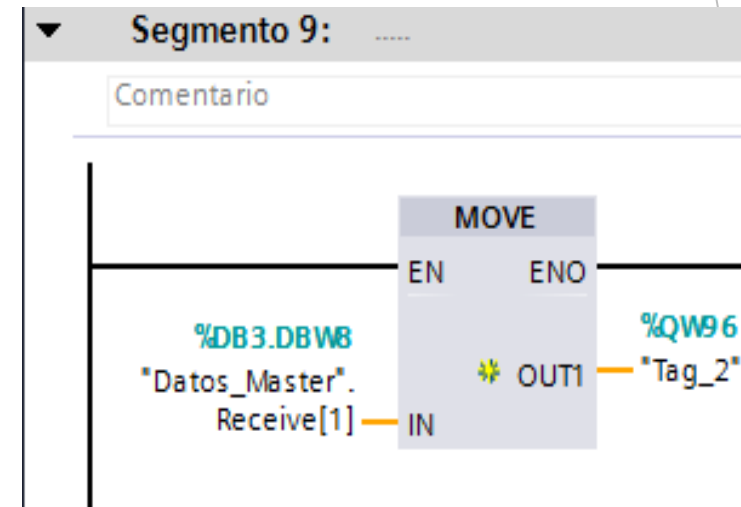 Segmento 9: .....
Comentario
MOVE
EN ENO
%DB3.DBW8
"Datos_Master".
Receive[1]
IN
OUT1
%QW96
"Tag_2"